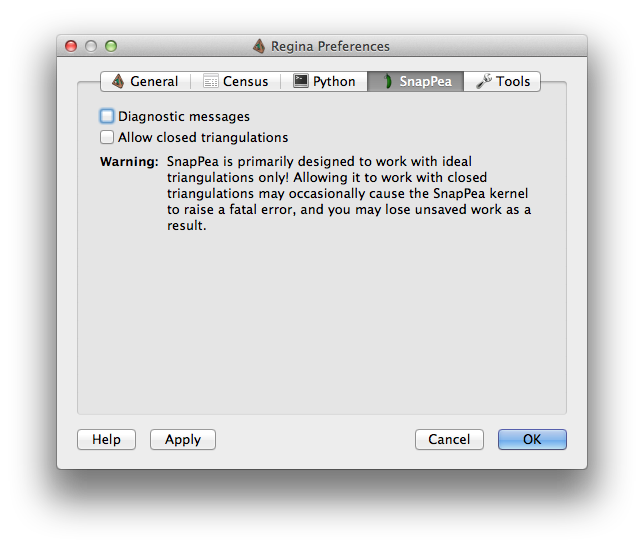 Regina Preferences
General Census Python SnapPea Tools
Diagnostic messages
Allow closed triangulations
Warning: SnapPea is primarily designed to work with ideal
triangulations only! Allowing it to work with closed
triangulations may occasionally cause the SnapPea kernel
to raise a fatal error, and you may lose unsaved work as a
result.
Help Apply Cancel OK